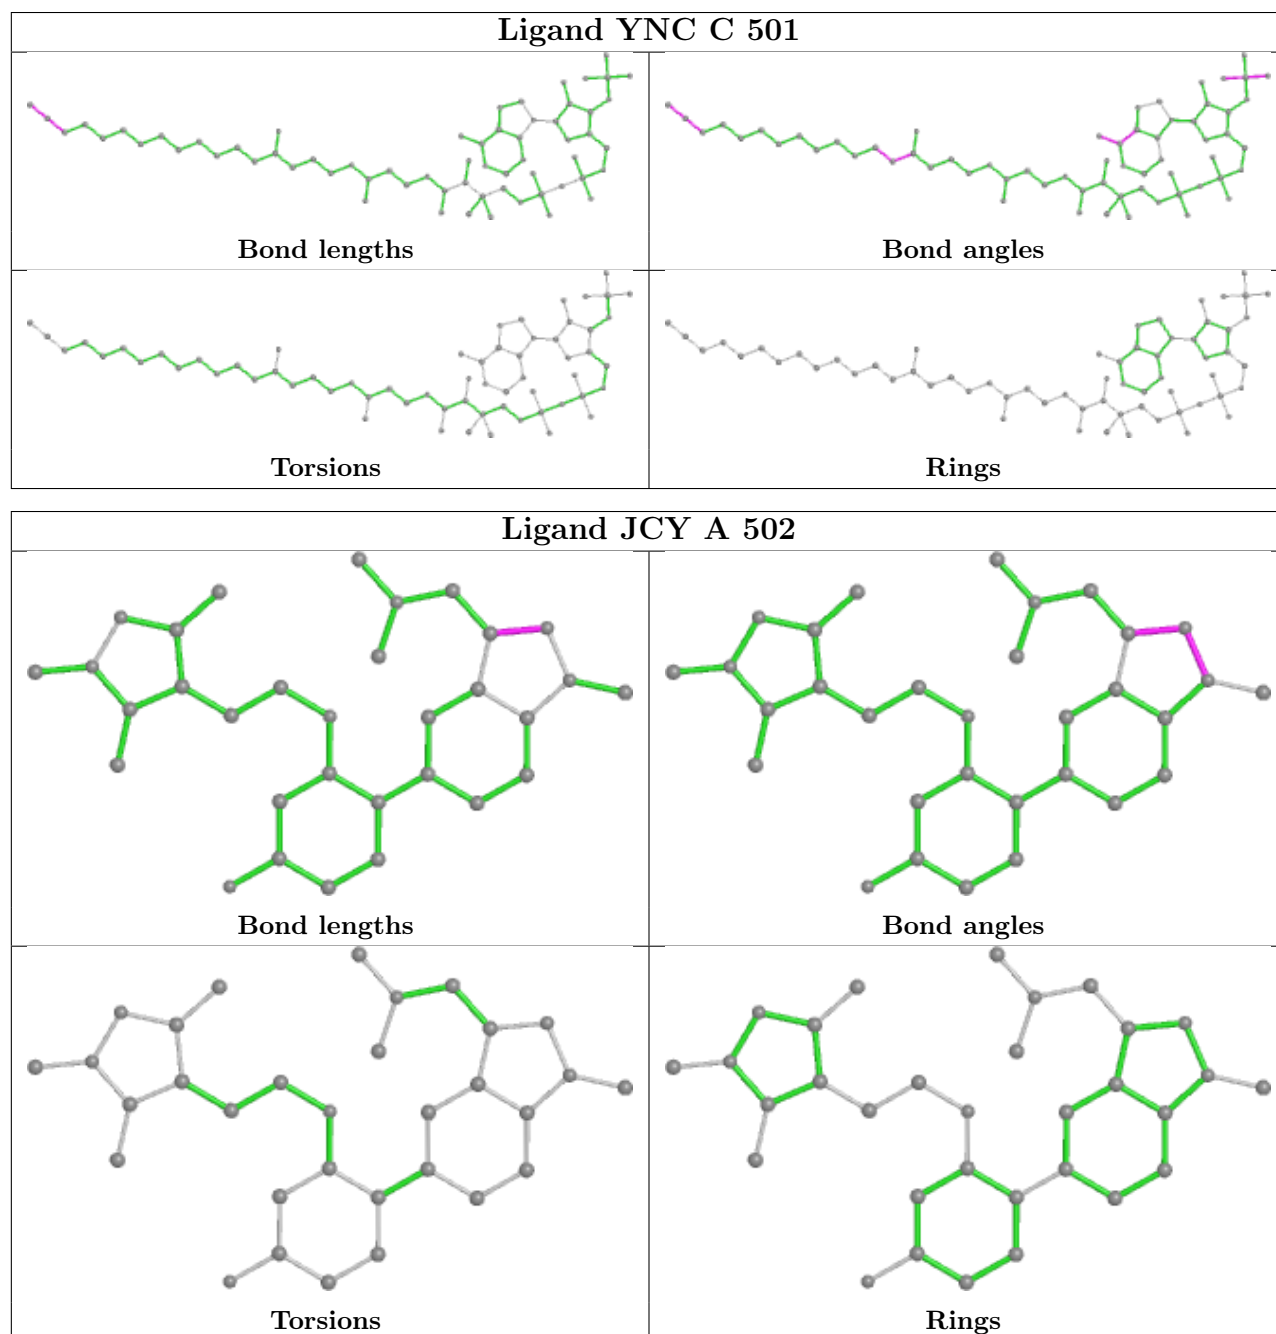 Ligand YNC C 501
Bond lengths
Bond angles
Torsions
Rings
Ligand JCY A 502
Bond lengths
Bond angles
Torsions
Rings